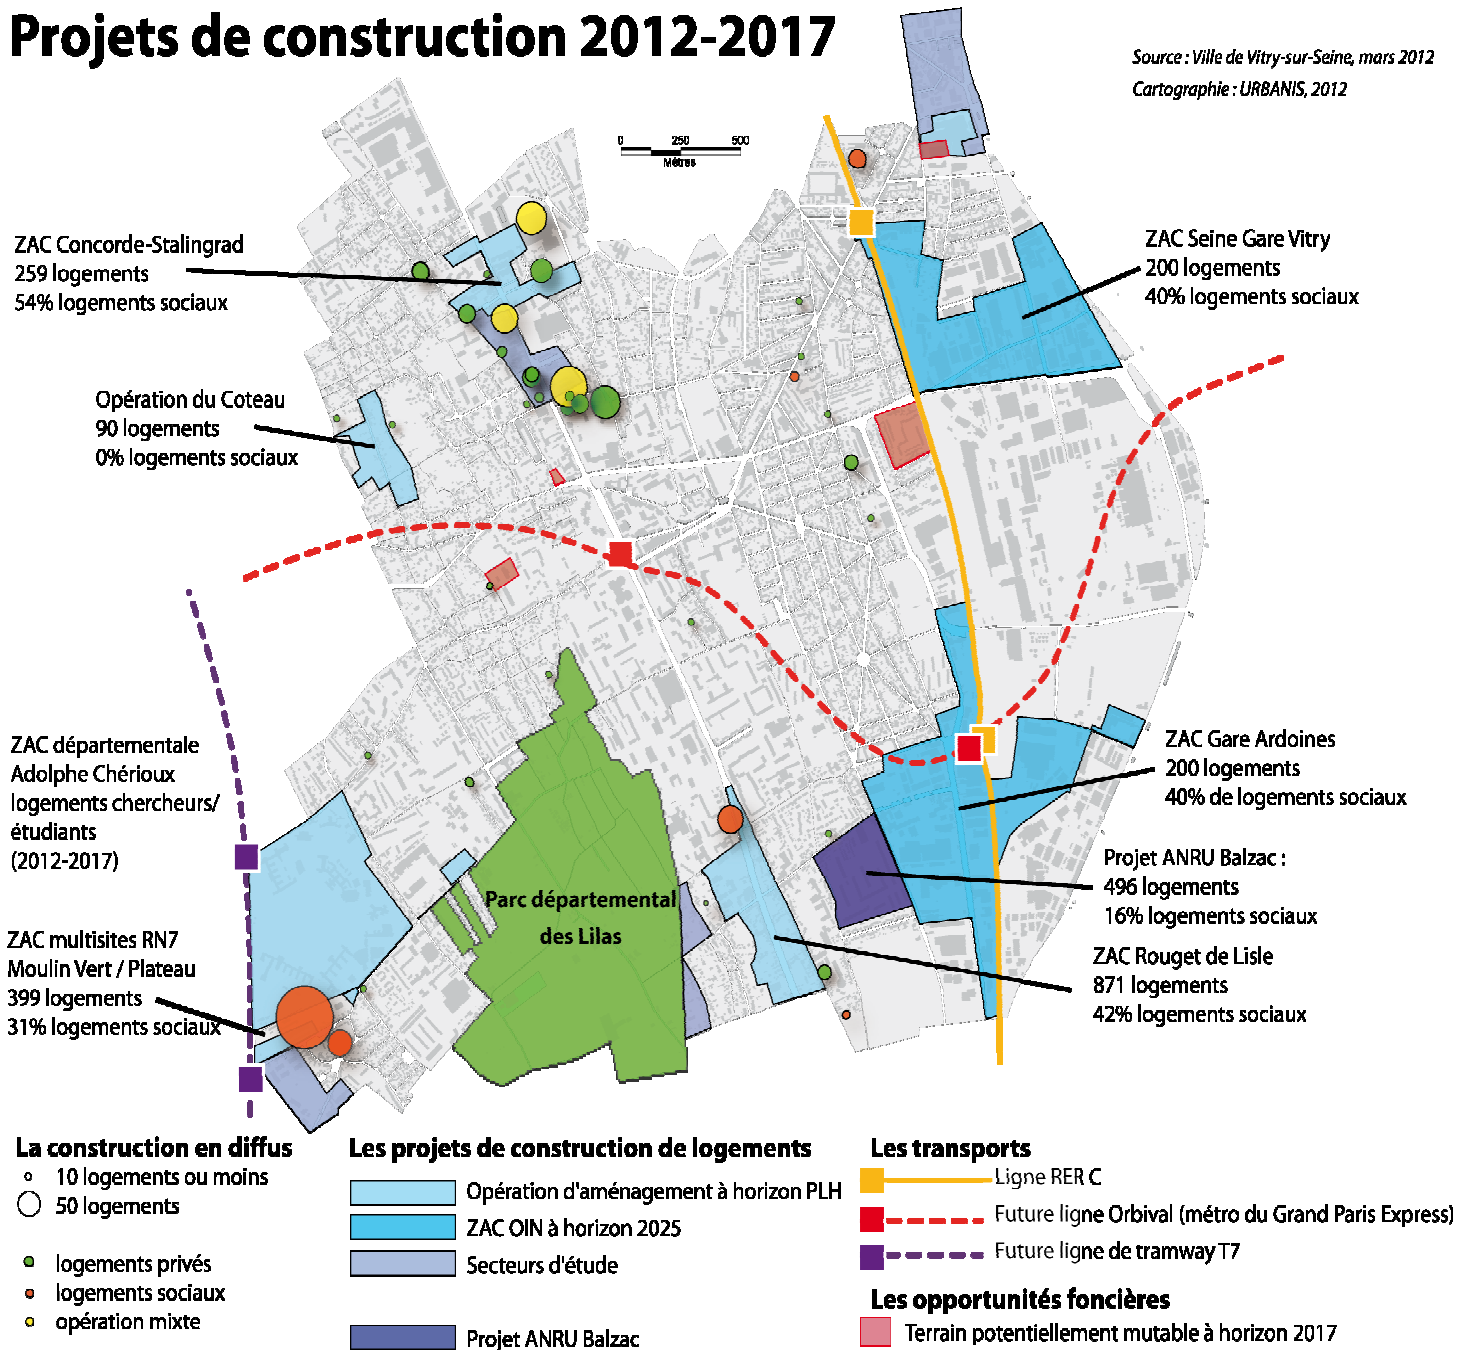 Projets de construction 2012-2017
Source : Ville de Vitry-sur-Seine, mars 2012
Cartographie : URBANIS, 2012
0 250 500
Mètres
ZAC Concorde-Stalingrad
259 logements
54% logements sociaux
ZAC Seine Gare Vitry
200 logements
40% logements sociaux
Opération du Coteau
90 logements
0% logements sociaux
ZAC départementale
Adolphe Chérioux
logements chercheurs/
étudiants
(2012-2017)
ZAC Gare Ardoines
200 logements
40% de logements sociaux
Projet ANRU Balzac :
496 logements
16% logements sociaux
Parc départemental
des Lilas
ZAC multisites RN7
Moulin Vert / Plateau
399 logements
31% logements sociaux
ZAC Rouget de Lisle
871 logements
42% logements sociaux
La construction en diffus
10 logements ou moins
50 logements
logements privés
logements sociaux
opération mixte
Les projets de construction de logements
Opération d'aménagement à horizon PLH
ZAC OIN à horizon 2025
Secteurs d'étude
Projet ANRU Balzac
Les transports
Ligne RER C
Future ligne Orbival (métro du Grand Paris Express)
Future ligne de tramway T7
Les opportunités foncières
Terrain potentiellement mutable à horizon 2017